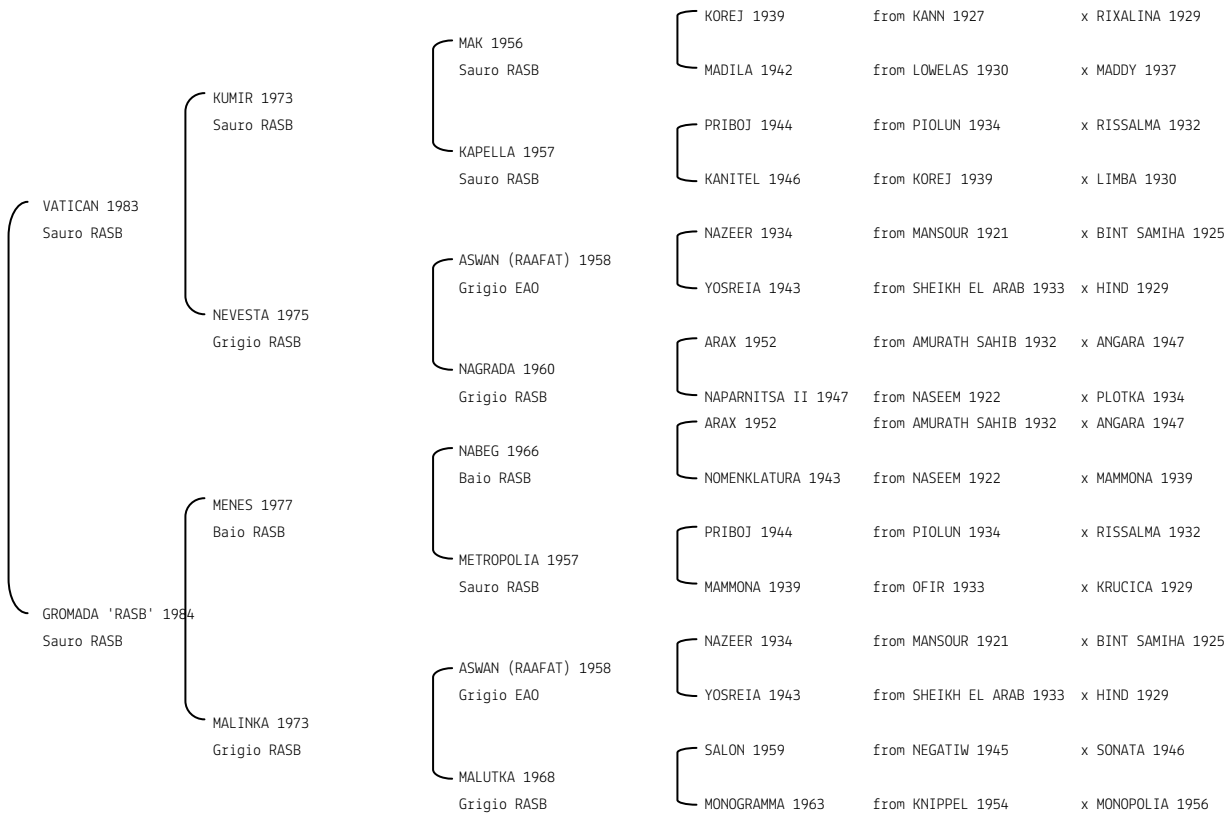 KOREJ 1939 from KANN 1927 x RIXALINA 1929
MAK 1956
Sauro RASB
MADILA 1942 from LOWELAS 1930 x MADDY 1937
KUMIR 1973
Sauro RASB
PRIBOJ 1944 from PIOLUN 1934 x RISSALMA 1932
KAPELLA 1957
Sauro RASB
KANITEL 1946 from KOREJ 1939 x LIMBA 1930
VATICAN 1983
Sauro RASB
NAZEER 1934 from MANSOUR 1921 x BINT SAMIHA 1925
ASWAN (RAAFAT) 1958
Grigio EAO
YOSREIA 1943 from SHEIKH EL ARAB 1933 x HIND 1929
NEVESTA 1975
Grigio RASB
ARAX 1952 from AMURATH SAHIB 1932 x ANGARA 1947
NAGRADA 1960
Grigio RASB
NAPARNITSA II 1947 from NASEEM 1922 x PLOTKA 1934
ARAX 1952 from AMURATH SAHIB 1932 x ANGARA 1947
NABEG 1966
Baio RASB
NOMENKLATURA 1943 from NASEEM 1922 x MAMMONA 1939
MENES 1977
Baio RASB
PRIBOJ 1944 from PIOLUN 1934 x RISSALMA 1932
METROPOLIA 1957
Sauro RASB
MAMMONA 1939 from OFIR 1933 x KRUCICA 1929
GROMADA 'RASB' 1984
Sauro RASB
NAZEER 1934 from MANSOUR 1921 x BINT SAMIHA 1925
ASWAN (RAAFAT) 1958
Grigio EAO
YOSREIA 1943 from SHEIKH EL ARAB 1933 x HIND 1929
MALINKA 1973
Grigio RASB
SALON 1959 from NEGATIW 1945 x SONATA 1946
MALUTKA 1968
Grigio RASB
MONOGRAMMA 1963 from KNIPPEL 1954 x MONOPOLIA 1956